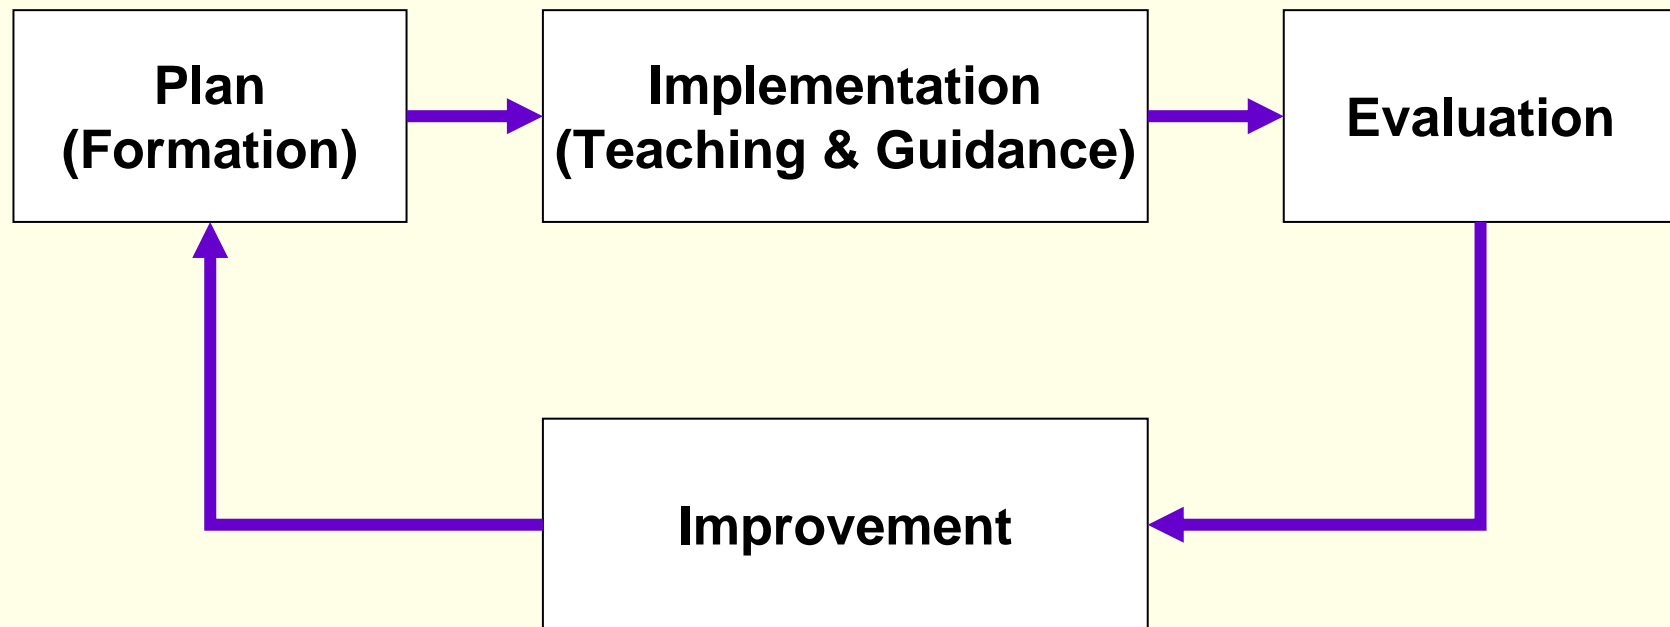 Plan
(Formation)
Implementation
(Teaching & Guidance)
Evaluation
Improvement